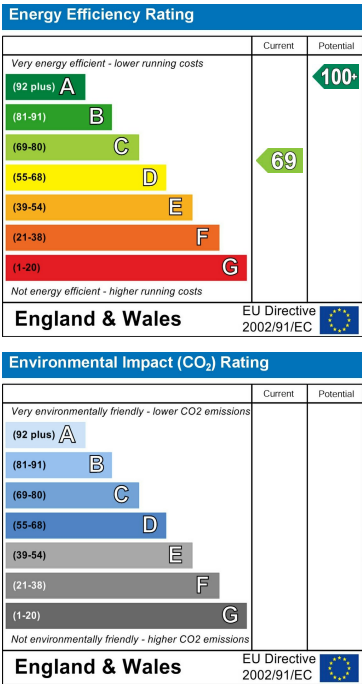 Energy Efficiency Rating
Current Potential
Very energy efficient - lower running costs
(92 plus) A 100+
(81-91) B
(69-80) C 69
(55-68) D
(39-54) E
(21-38) F
(1-20) G
Not energy efficient - higher running costs
England & Wales EU Directive
2002/91/EC
Environmental Impact (CO₂) Rating
Current Potential
Very environmentally friendly - lower CO2 emissions
(92 plus) A
(81-91) B
(69-80) C
(55-68) D
(39-54) E
(21-38) F
(1-20) G
Not environmentally friendly - higher CO2 emissions
England & Wales EU Directive
2002/91/EC